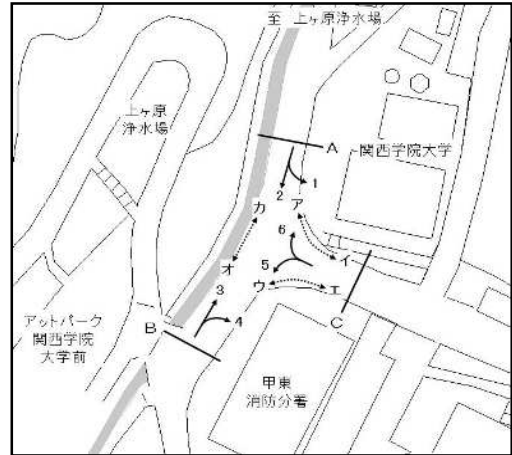 至 上ヶ原浄水場
上ヶ原
浄水場
A
関西学院大学
1
2
カ
ア
6
イ
オ
5
ウ
エ
3
4
B
C
アットパーク
関西学院
大学前
甲東
消防分署